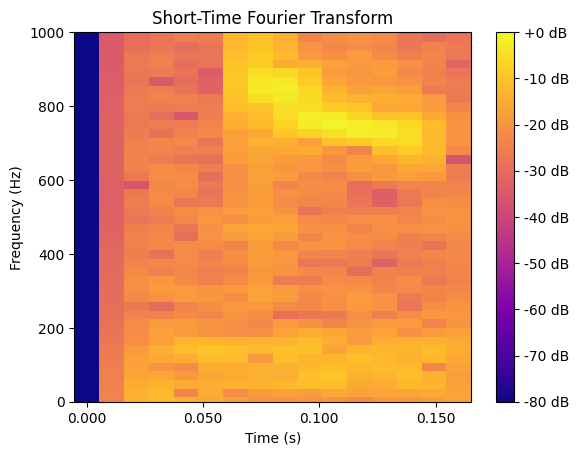 Short-Time Fourier Transform
1000
800
600
400
200
0
Frequency (Hz)
0.000
0.050
0.100
0.150
Time (s)
+0 dB
-10 dB
-20 dB
-30 dB
-40 dB
-50 dB
-60 dB
-70 dB
-80 dB